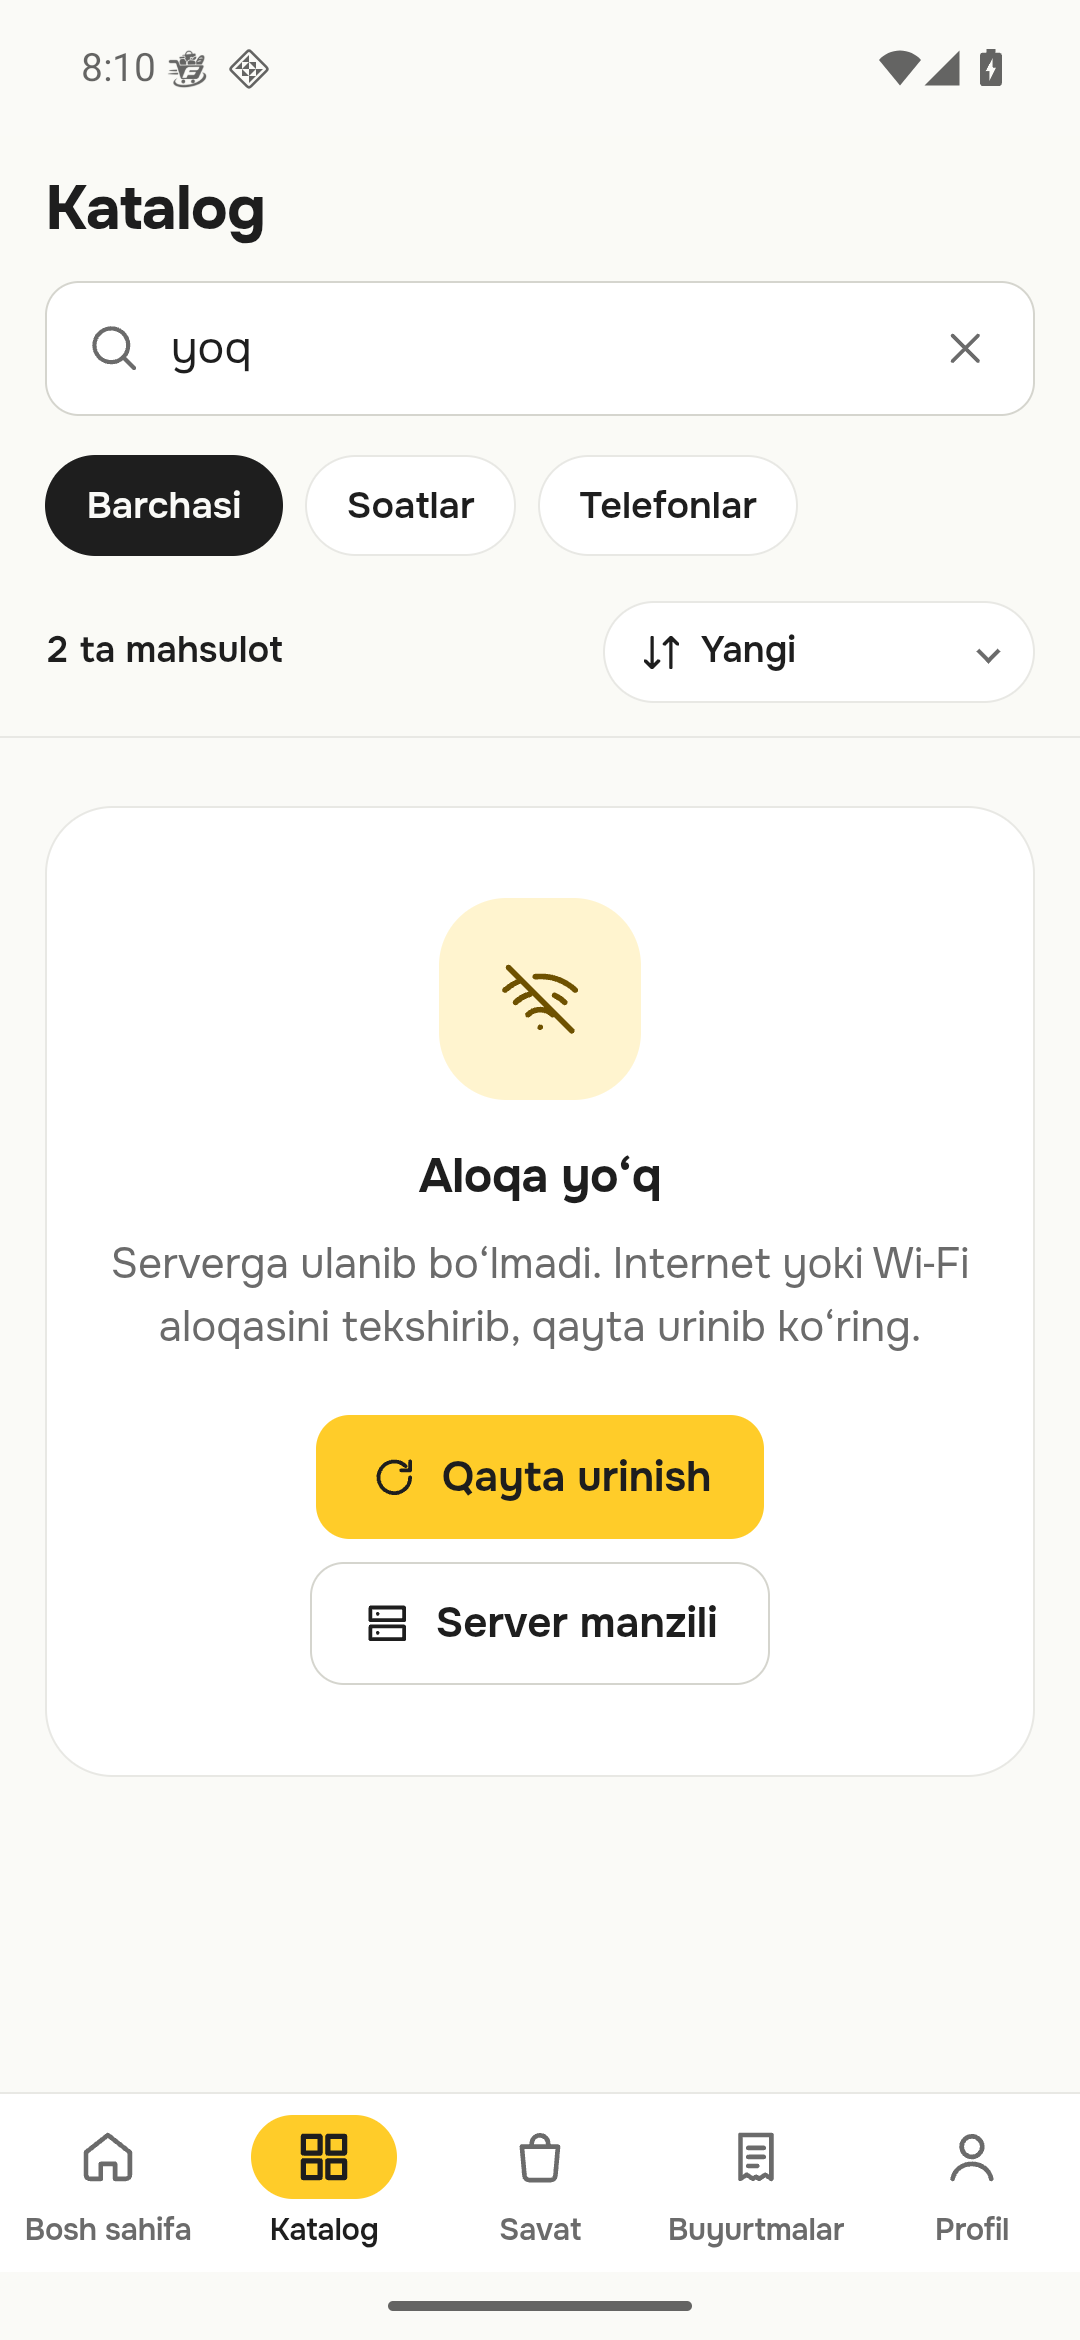 8:10
Katalog
yoq
Barchasi
Soatlar
Telefonlar
2 ta mahsulot
Yangi
Aloqa yo‘q
Serverga ulanib bo‘lmadi. Internet yoki Wi-Fi
aloqasini tekshirib, qayta urinib ko‘ring.
Qayta urinish
Server manzili
Bosh sahifa
Katalog
Savat
Buyurtmalar
Profil